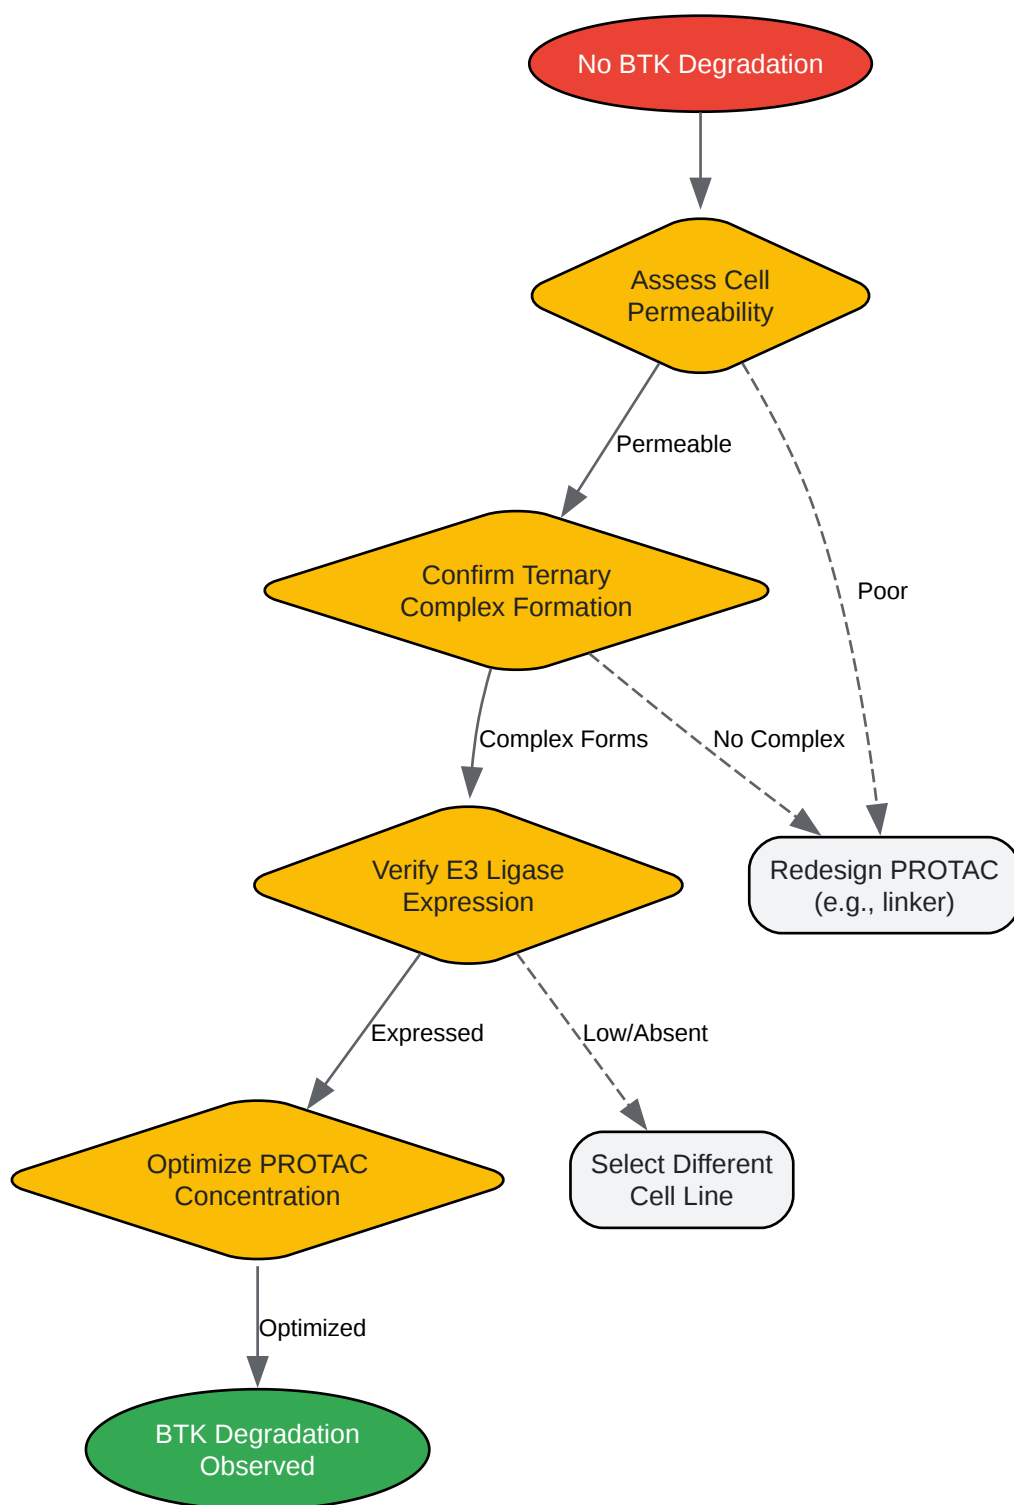 No BTK Degradation
Assess Cell
Permeability
Permeable
Poor
Confirm Ternary
Complex Formation
Complex Forms
No Complex
Verify E3 Ligase
Expression
Redesign PROTAC
(e.g., linker)
Expressed
Low/Absent
Optimize PROTAC
Concentration
Select Different
Cell Line
Optimized
BTK Degradation
Observed